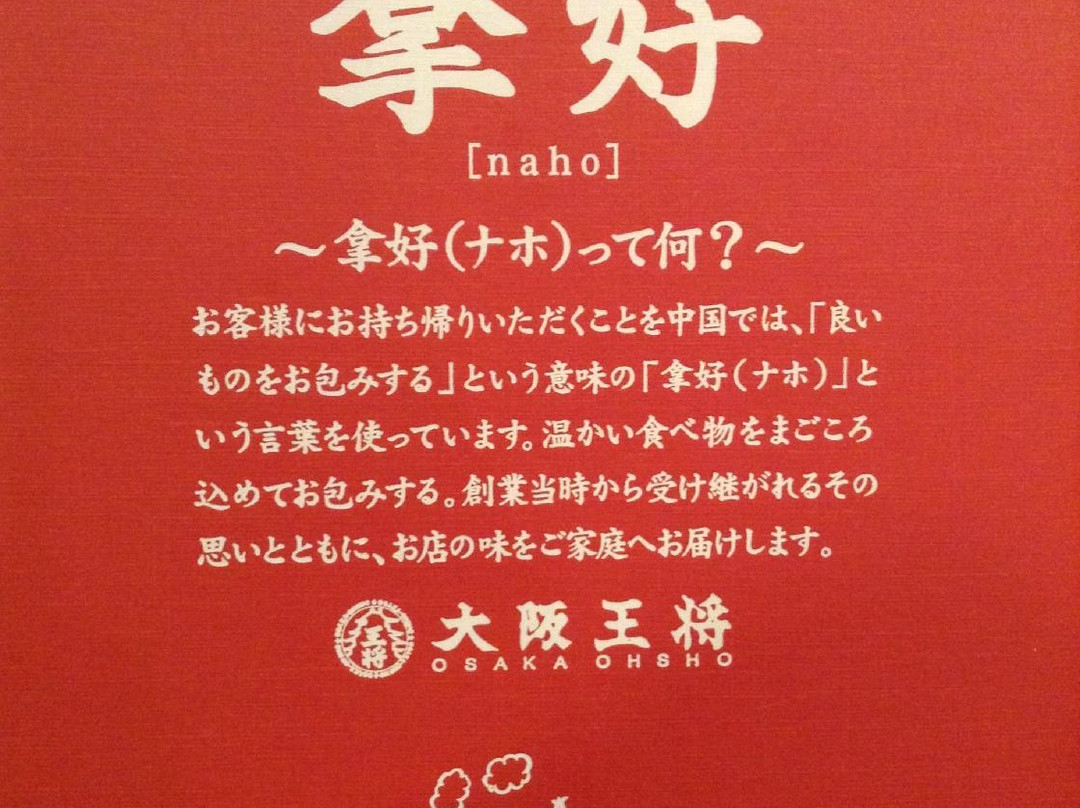 拿好
[naho]
～拿好(ナホ)って何？～
お客様にお持ち帰りいただくことを中国では、「良い
ものをお包みする」という意味の「拿好(ナホ)」と
いう言葉を使っています。温かい食べ物をまごころ
込めてお包みする。創業当時から受け継がれるその
思いとともに、お店の味をご家庭へお届けします。
王将
大阪王将
OSAKA OHSHO